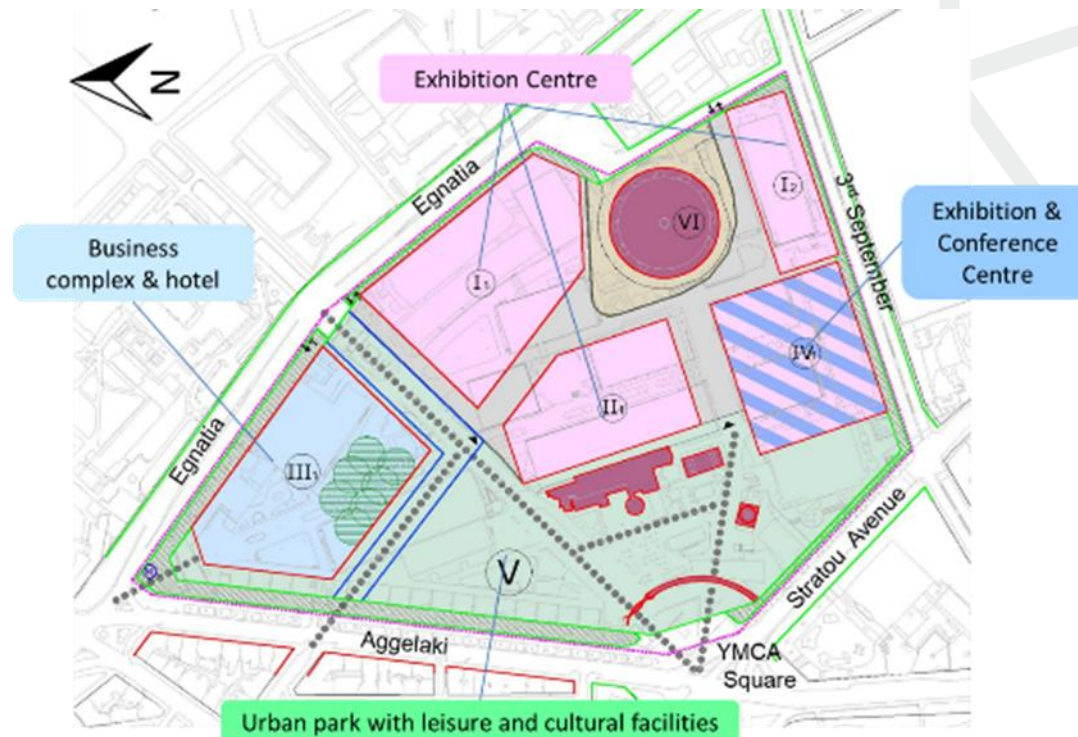 N
Exhibition Centre
Egnatia
3rd September
I₂
VI
Exhibition &
Conference
Centre
Business
complex & hotel
I₁
IV₁
II₁
Egnatia
III₁
V
Stratou Avenue
Aggelaki
YMCA
Square
Urban park with leisure and cultural facilities